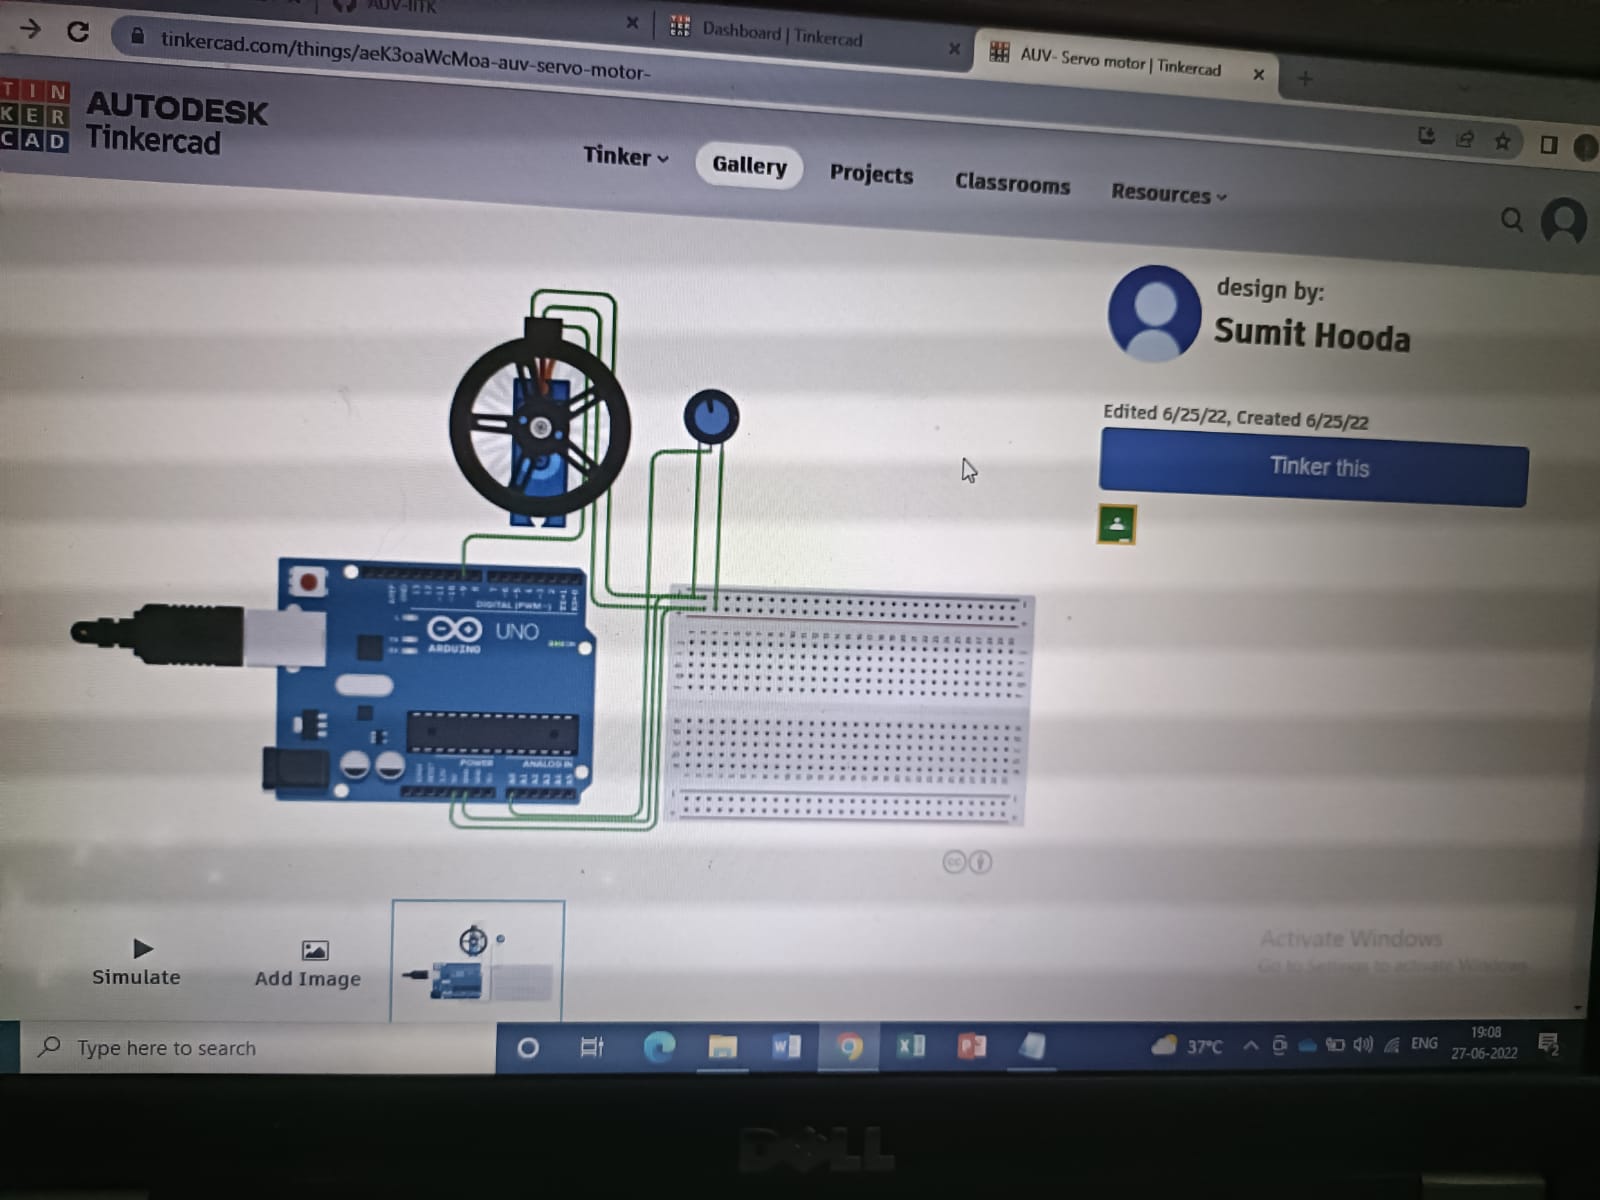 AUV-IITK
Dashboard | Tinkercad
AUV- Servo motor | Tinkercad
tinkercad.com/things/aeK3oaWcMoa-auv-servo-motor-
TIN
KER
CAD
AUTODESK
Tinkercad
Tinker
Gallery
Projects
Classrooms
Resources
design by:
Sumit Hooda
Edited 6/25/22, Created 6/25/22
Tinker this
DIGITAL (PWM~)
UNO
ARDUINO
POWER
ANALOG IN
cc
Simulate
Add Image
Activate Windows
Go to Settings to activate Windows.
Type here to search
37°C
ENG
19:08
27-06-2022
2
DELL